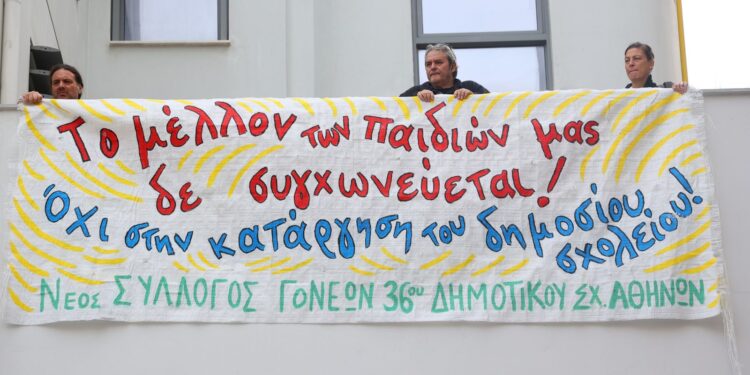 Το μέλλον των παιδιών μας
δε συγχωνεύεται!
Όχι στην κατάργηση του δημοσίου
σχολείου!
Νέος ΣΥΛΛΟΓΟΣ ΓΟΝΕΩΝ 36ου ΔΗΜΟΤΙΚΟΥ ΣΧ. ΑΘΗΝΩΝ